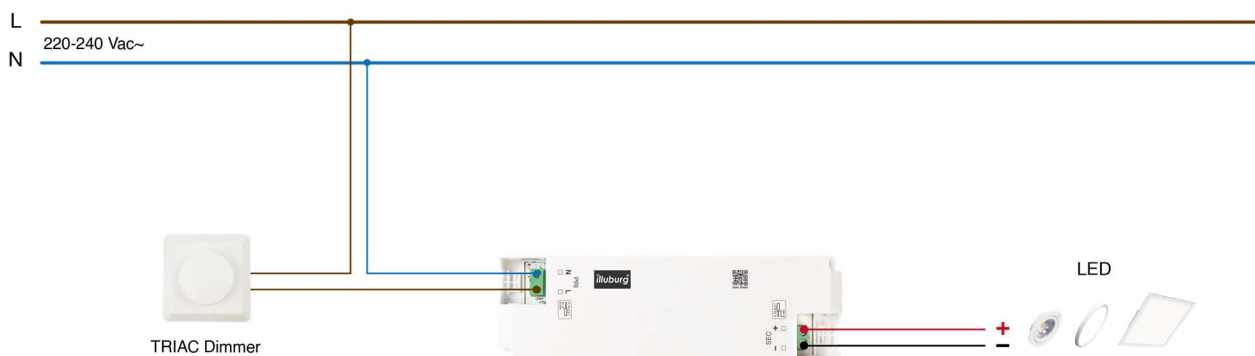 L
220-240 Vac~
N
N
PRI
L
illuburg
LED
+
SEC
−
+
−
TRIAC Dimmer